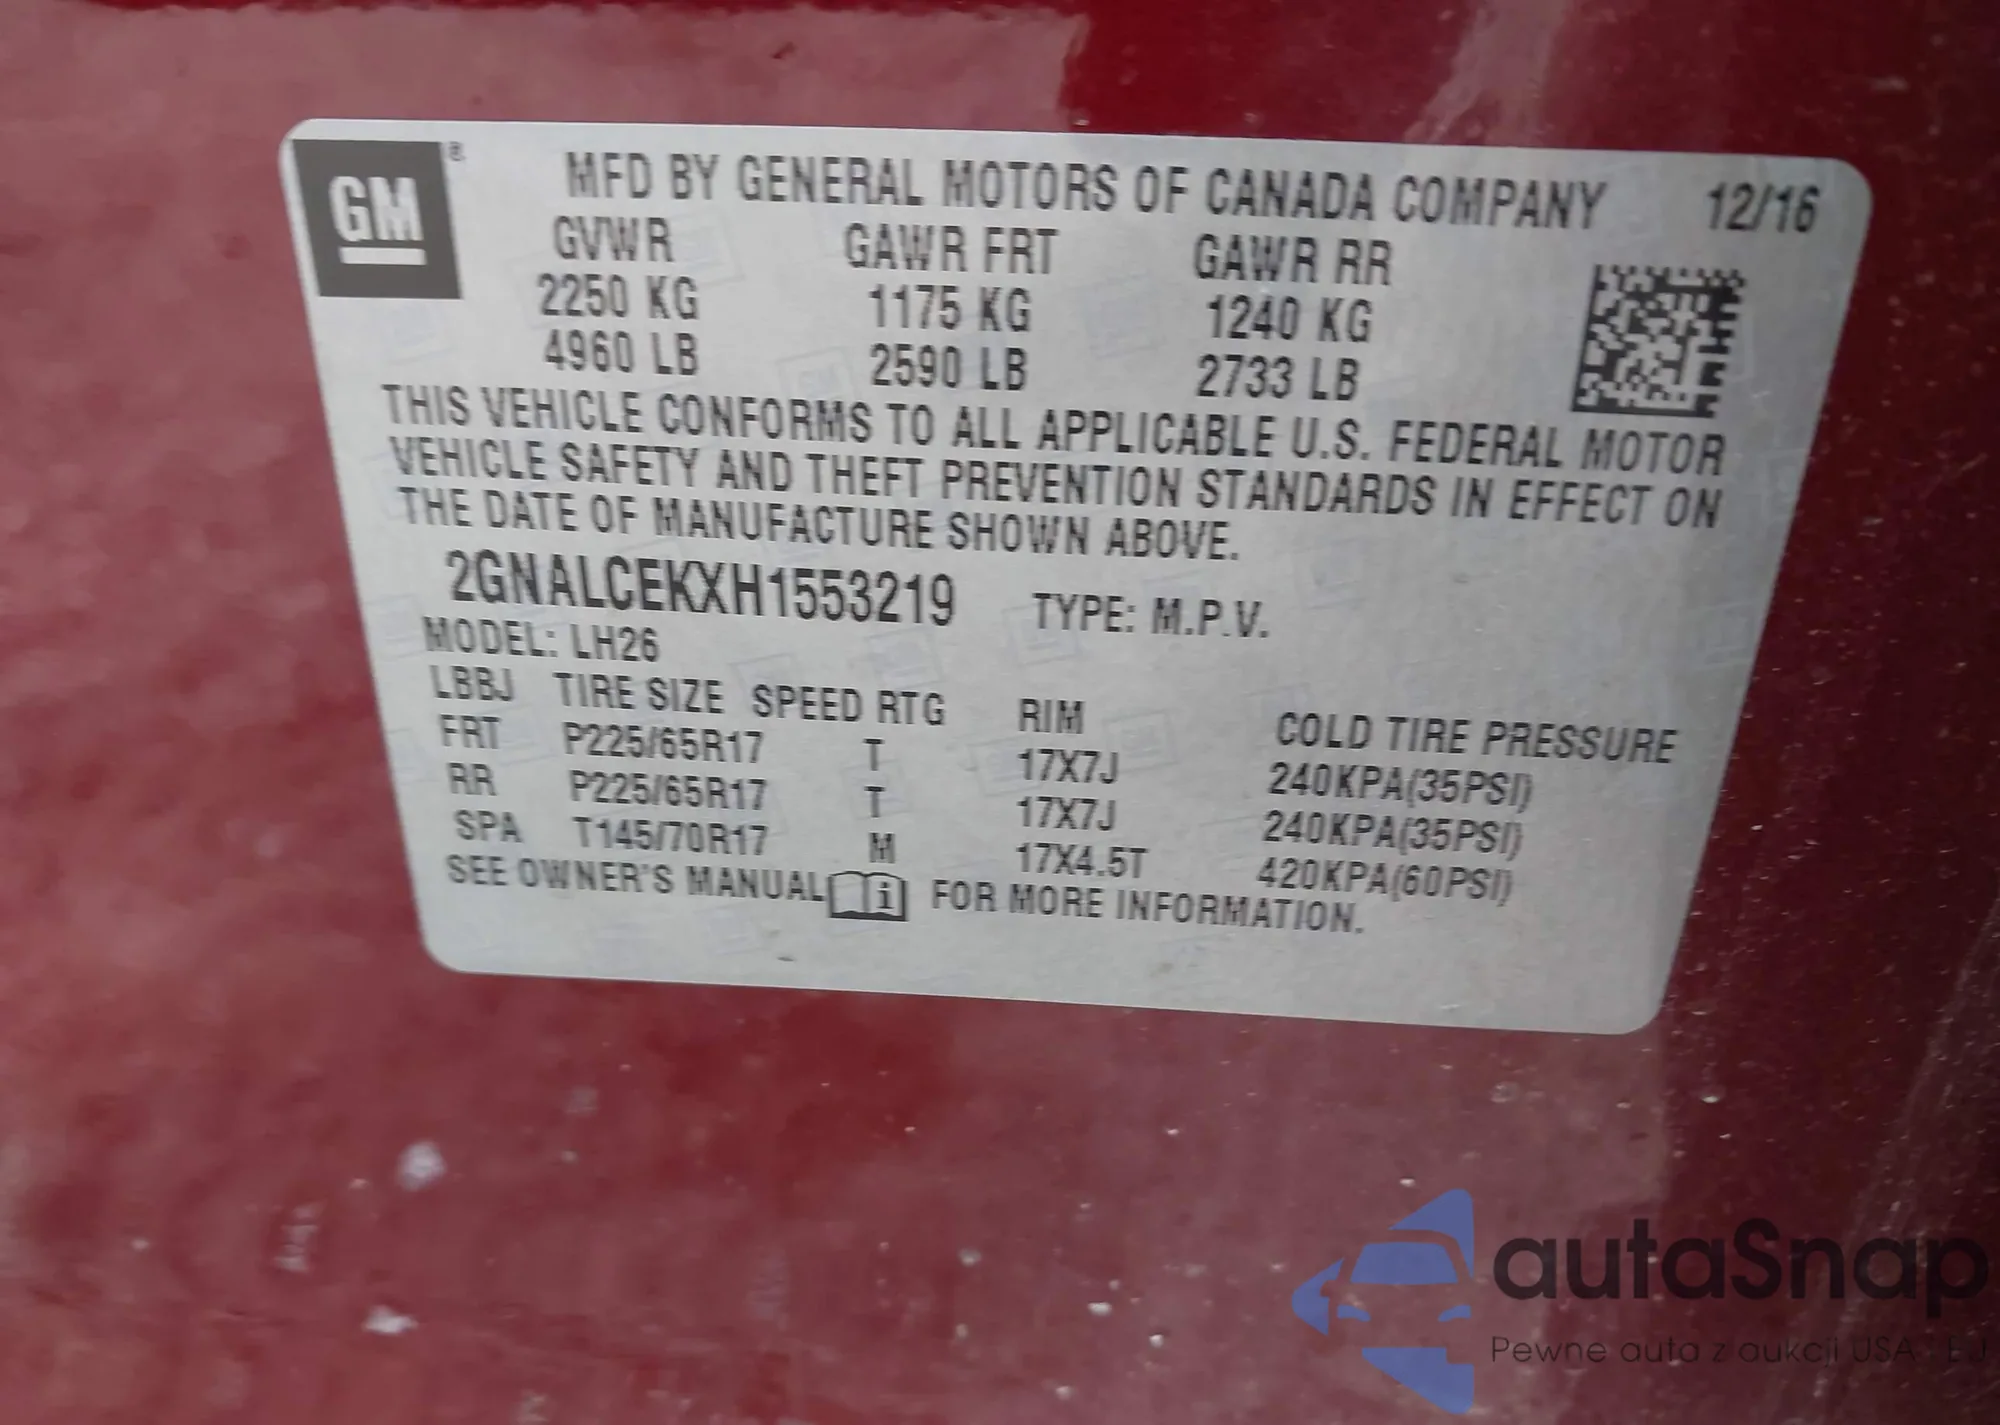 GM ®
MFD BY GENERAL MOTORS OF CANADA COMPANY 12/16
GVWR GAWR FRT GAWR RR
2250 KG 1175 KG 1240 KG
4960 LB 2590 LB 2733 LB
THIS VEHICLE CONFORMS TO ALL APPLICABLE U.S. FEDERAL MOTOR
VEHICLE SAFETY AND THEFT PREVENTION STANDARDS IN EFFECT ON
THE DATE OF MANUFACTURE SHOWN ABOVE.
2GNALCEKXH1553219 TYPE: M.P.V.
MODEL: LH26
LBBJ TIRE SIZE SPEED RTG RIM COLD TIRE PRESSURE
FRT P225/65R17 T 17X7J 240KPA(35PSI)
RR P225/65R17 T 17X7J 240KPA(35PSI)
SPA T145/70R17 M 17X4.5T 420KPA(60PSI)
SEE OWNER'S MANUAL i FOR MORE INFORMATION.
autaSnap
Pewne auta z aukcji USA